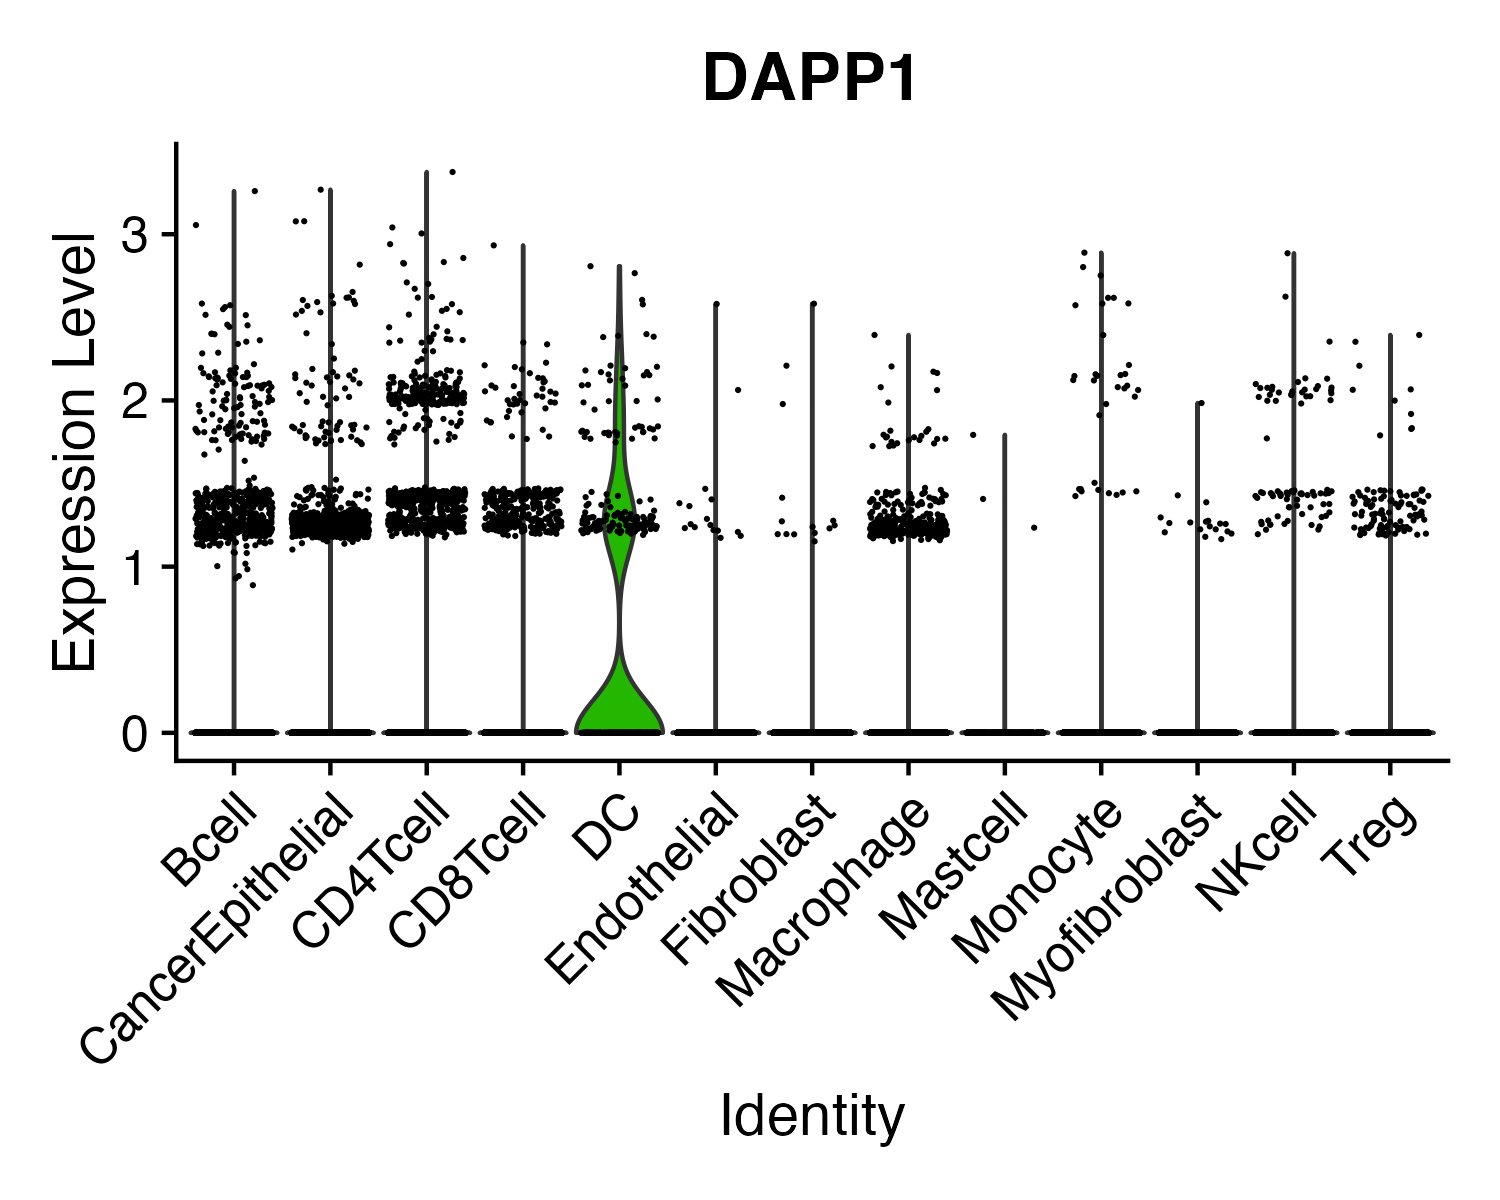 DAPP1
Expression Level
3
2
1
0
Bcell
CancerEpithelial
CD4Tcell
CD8Tcell
DC
Endothelial
Fibroblast
Macrophage
Mastcell
Monocyte
Myofibroblast
NKcell
Treg
Identity